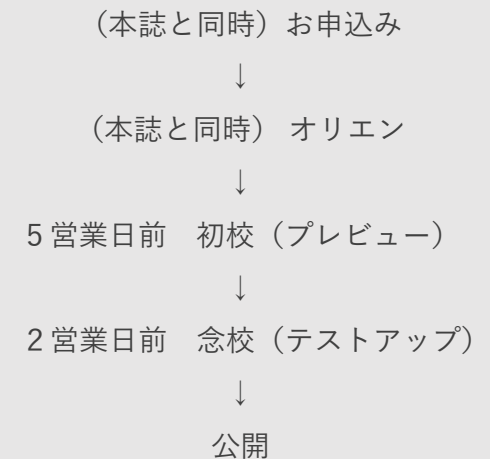 （本誌と同時）お申込み
↓
（本誌と同時） オリエン
↓
5営業日前　初校（プレビュー）
↓
2営業日前　念校（テストアップ）
↓
公開